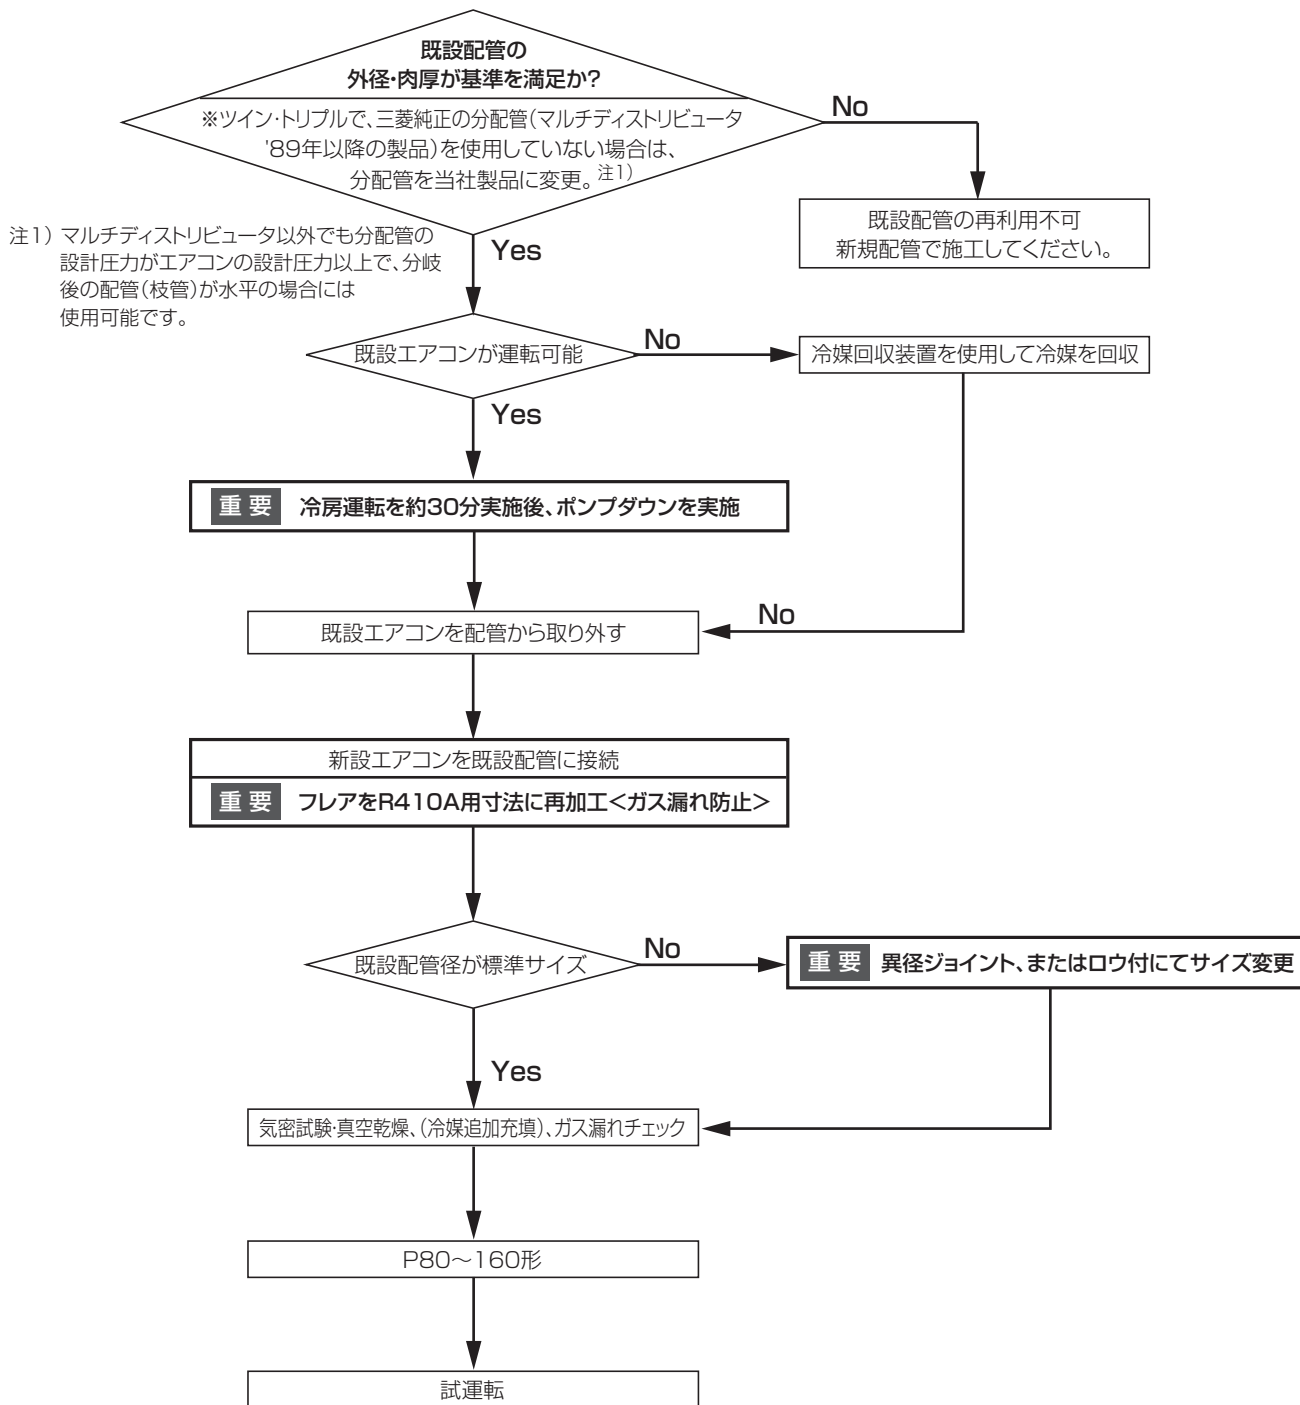 既設配管の
外径・肉厚が基準を満足か?
※ツイン・トリプルで、三菱純正の分配管(マルチディストリビュータ
'89年以降の製品)を使用していない場合は、
分配管を当社製品に変更。注1)
No
既設配管の再利用不可
新規配管で施工してください。
注1) マルチディストリビュータ以外でも分配管の
設計圧力がエアコンの設計圧力以上で、分岐
後の配管(枝管)が水平の場合には
使用可能です。
Yes
既設エアコンが運転可能
No
冷媒回収装置を使用して冷媒を回収
Yes
重要 冷房運転を約30分実施後、ポンプダウンを実施
No
既設エアコンを配管から取り外す
新設エアコンを既設配管に接続
重要 フレアをR410A用寸法に再加工<ガス漏れ防止>
既設配管径が標準サイズ
No
重要 異径ジョイント、またはロウ付にてサイズ変更
Yes
気密試験・真空乾燥、(冷媒追加充填)、ガス漏れチェック
P80〜160形
試運転